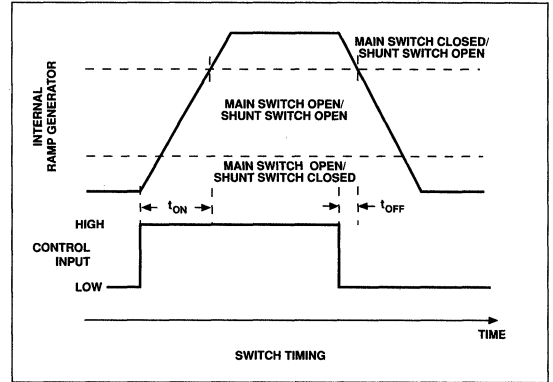 MAIN SWITCH CLOSED/
SHUNT SWITCH OPEN
INTERNAL
RAMP GENERATOR
MAIN SWITCH OPEN/
SHUNT SWITCH OPEN
MAIN SWITCH OPEN/
SHUNT SWITCH CLOSED
tON
tOFF
HIGH
CONTROL
INPUT
LOW
TIME
SWITCH TIMING